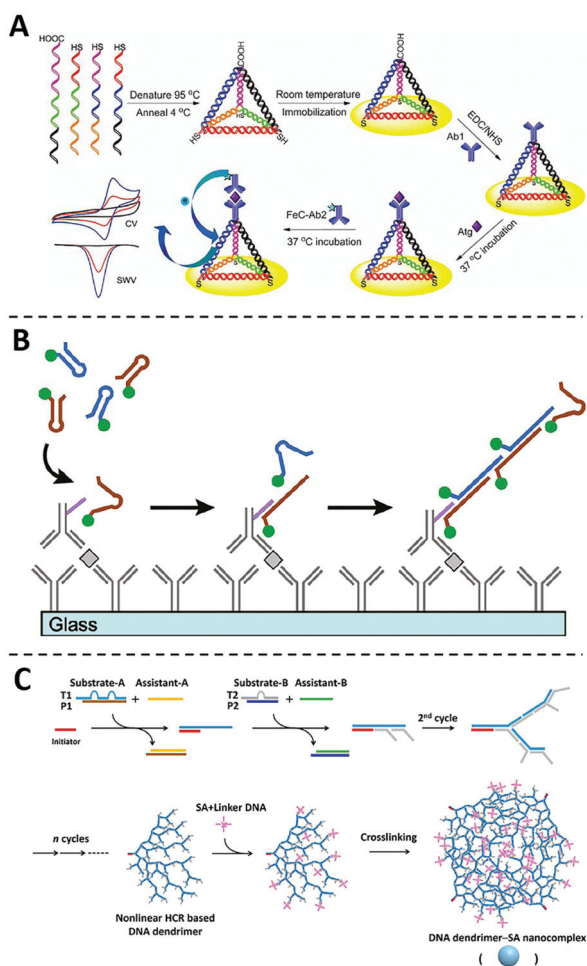 A
HOOC HS HS HS
Denature 95 °C
Anneal 4 °C
COOH
HS HS SH
Room temperature
Immobilization
COOH
S S S
EDC/NHS
Ab1
S S S
Atg
37 °C incubation
S S S
FeC-Ab2
37 °C incubation
e
S S S
CV
SWV
B
Glass
C
Substrate-A Assistant-A
T1
P1
+
Substrate-B Assistant-B
T2
P2
+
Initiator
2nd cycle
n cycles
Nonlinear HCR based
DNA dendrimer
SA+Linker DNA
Crosslinking
DNA dendrimer–SA nanocomplex
( )